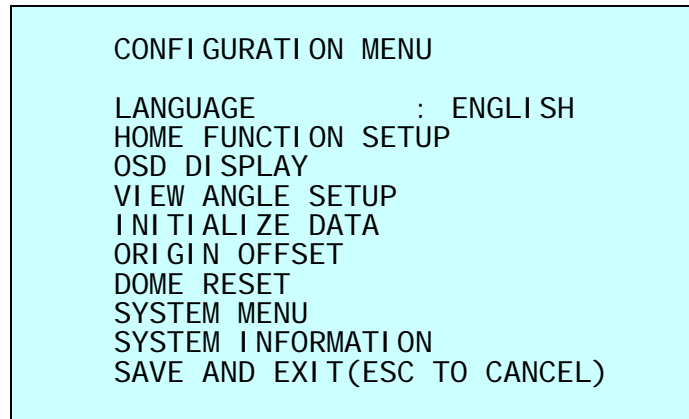 CONFIGURATION MENU
LANGUAGE : ENGLISH
HOME FUNCTION SETUP
OSD DISPLAY
VIEW ANGLE SETUP
INITIALIZE DATA
ORIGIN OFFSET
DOME RESET
SYSTEM MENU
SYSTEM INFORMATION
SAVE AND EXIT(ESC TO CANCEL)